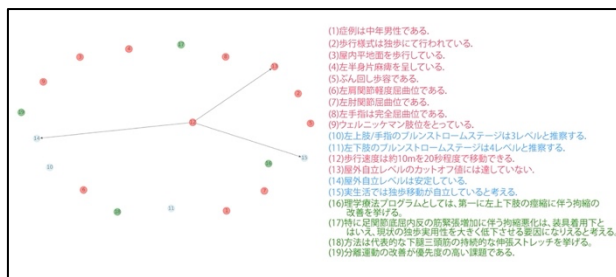 (1)症例は中年男性である.
(2)歩行様式は独歩にて行われている.
(3)屋内平地面を歩行している.
(4)左半身片麻痺を呈している.
(5)ぶん回し歩容である.
(6)左肩関節軽度屈曲位である.
(7)左肘関節屈曲位である.
(8)左手指は完全屈曲位である.
(9)ウェルニッケマン肢位をとっている.
(10)左上肢/手指のブルンストロームステージは3レベルと推察する.
(11)左下肢のブルンストロームステージは4レベルと推察する.
(12)歩行速度は約10mを20秒程度で移動できる.
(13)屋外自立レベルのカットオフ値には達していない.
(14)屋外自立レベルは安定している.
(15)実生活では独歩移動が自立していると考える.
(16)理学療法プログラムとしては、第一に左上下肢の痙縮に伴う拘縮の
改善を挙げる.
(17)特に足関節底屈内反の筋緊張増加に伴う拘縮悪化は、装具着用下と
はいえ、現状の独歩実用性を大きく低下させる要因になりえると考える.
(18)方法は代表的な下腿三頭筋の持続的な伸張ストレッチを挙げる.
(19)分離運動の改善が優先度の高い課題である.